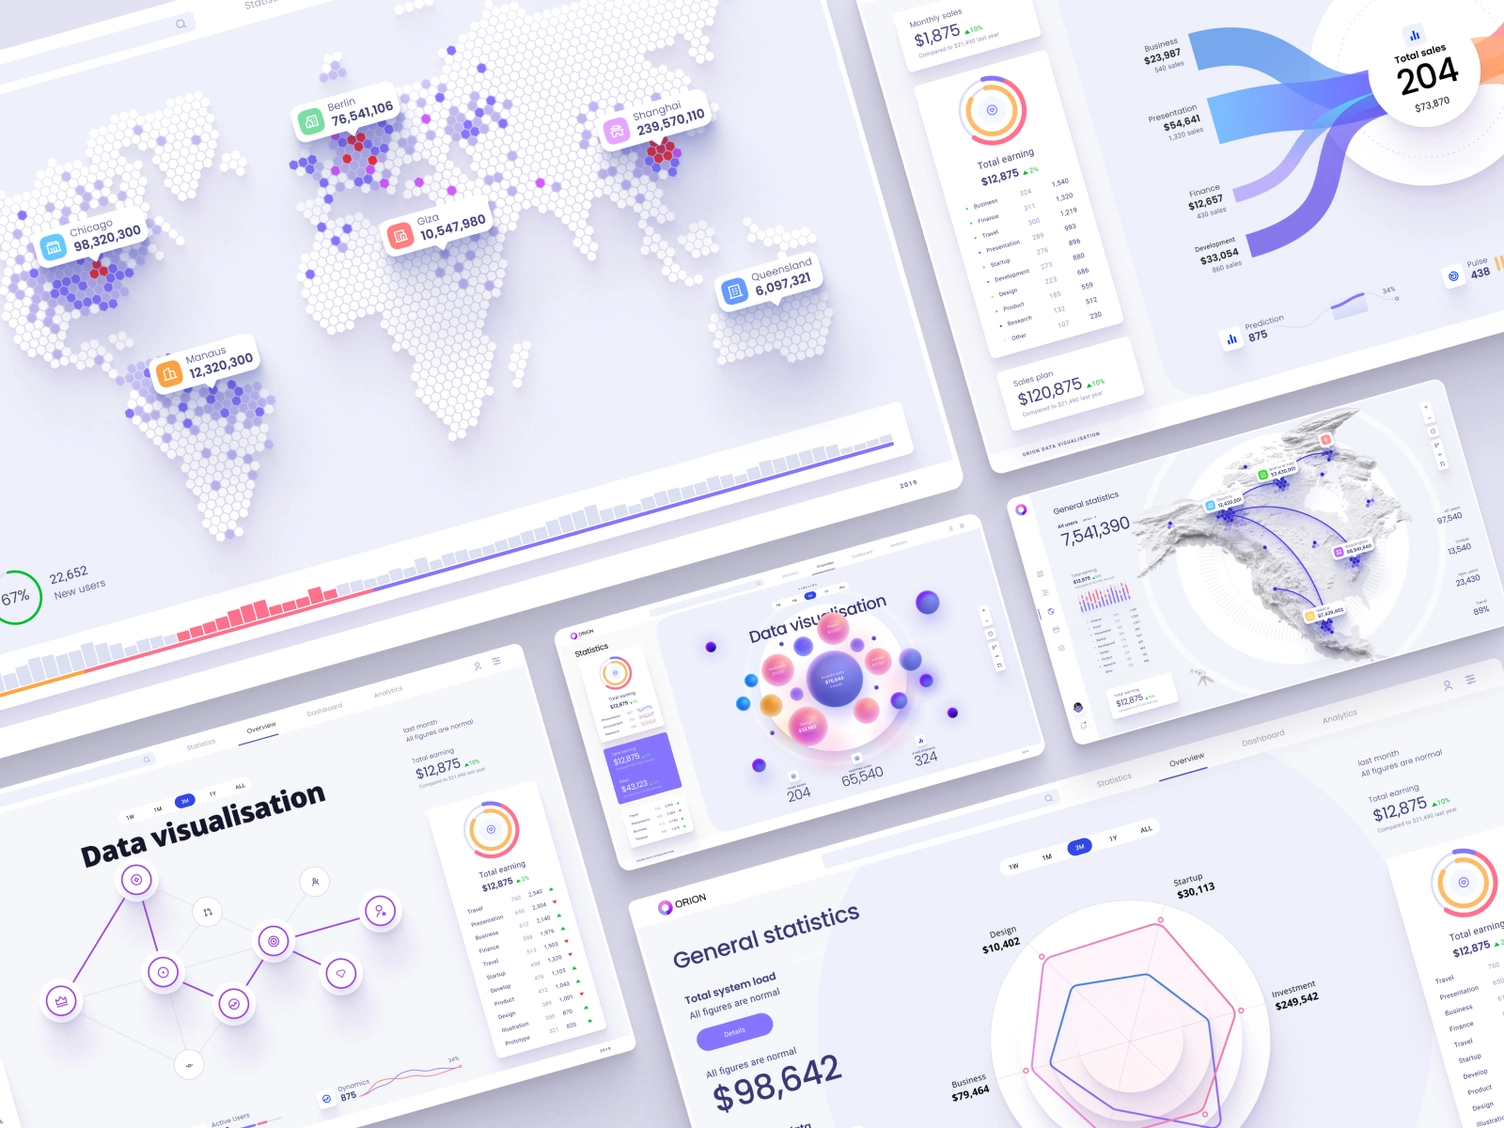 Statis
Berlin
76,541,106
Shanghai
239,570,110
Chicago
98,320,300
Giza
10,547,980
Queensland
6,097,321
Manaus
12,320,300
67%
22,652
New users
2019
Monthly sales
$1,875 10%
Compared to $21,490 last year
Total earning
$12,875 2%
Business 324 1,540
Finance 311 1,320
Travel 300 1,219
Presentation 289 993
Startup 276 896
Development 273 880
Design 223 686
Product 185 559
Research 132 512
Other 107 230
Sales plan
$120,875 10%
Compared to $21,490 last year
ORION DATA VISUALISATION
Business
$23,987
540 sales
Presentation
$54,641
1,320 sales
Finance
$12,657
430 sales
Development
$33,054
860 sales
Total sales
204
$73,870
Pulse
438
Prediction
875
34%
General statistics
All users
7,541,390
Total earning
$12,875
97,540
13,540
23,430
89%
Total earning
$12,875
ORION
Statistics
Total earning
$12,875
Statistics
Overview
Dashboard
Analytics
ALL
Data visualisation
$12,875
$43,123
204
65,540
324
Statistics
Overview
Dashboard
Analytics
1W 1M 3M 1Y ALL
Data visualisation
last month
All figures are normal
Total earning
$12,875 10%
Compared to $21,490 last year
Total earning
$12,875 2%
Travel 760 2,540
Presentation 650 2,304
Business 612 2,140
Finance 1,976
Travel 512 1,903
Startup 1,320
Develop 476 1,103
Product 412 1,043
Design 1,001
Illustration 350 870
Prototype 321 820
2019
Dynamics
875
24%
Active Users
ORION
General statistics
Total system load
All figures are normal
Details
All figures are normal
$98,642
Statistics
Overview
Dashboard
Analytics
1W 1M 3M 1Y ALL
Startup
$30,113
Design
$10,402
Investment
$249,542
Business
$79,464
last month
All figures are normal
Total earning
$12,875 10%
Compared to $21,490 last year
Total earning
$12,875
Travel 760
Presentation 650
Business
Finance
Travel
Startup
Develop
Product
Design
Illustrati